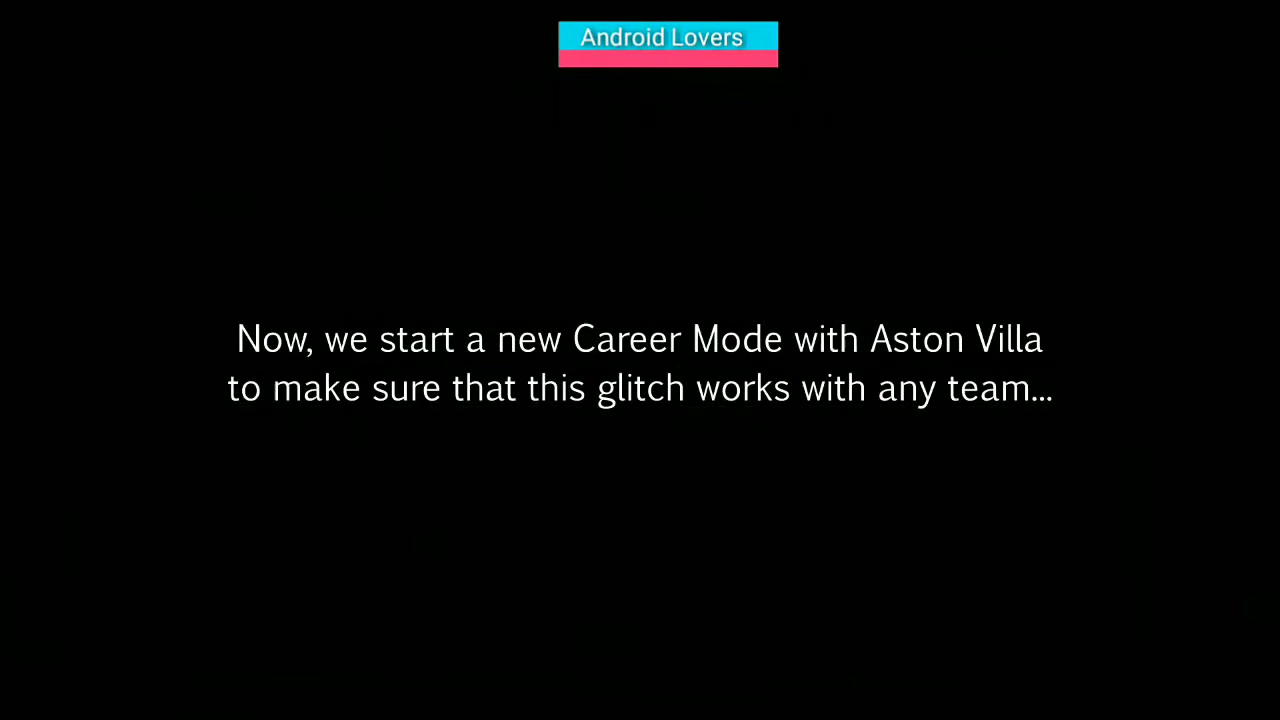 Android Lovers
Now, we start a new Career Mode with Aston Villa
to make sure that this glitch works with any team...